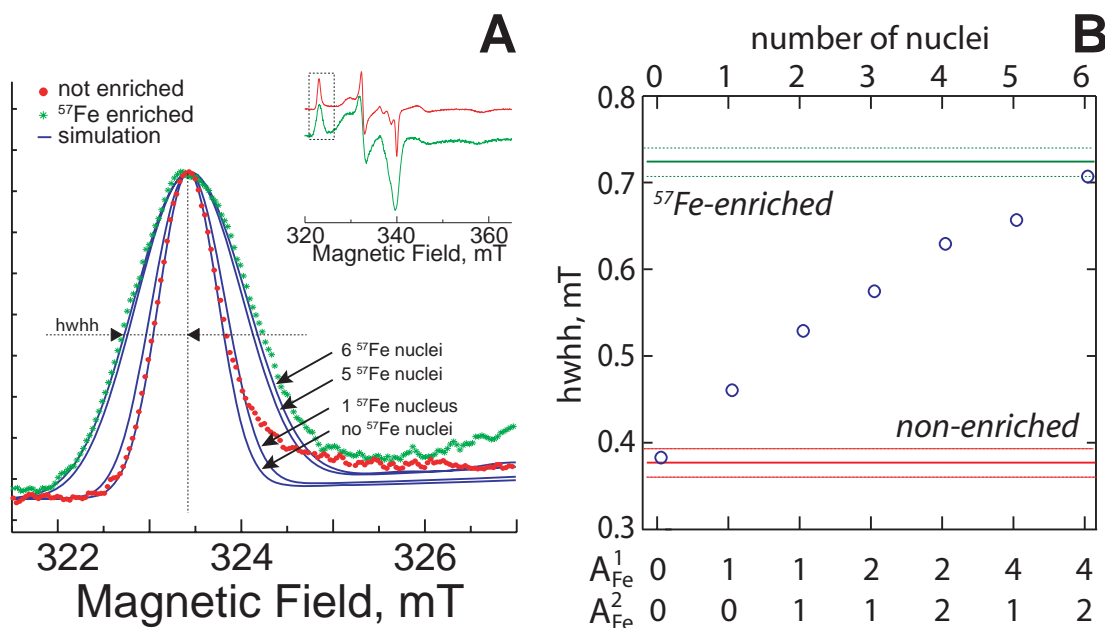 A
not enriched
⁵⁷Fe enriched
simulation
320 340 360
Magnetic Field, mT
hwhh
6 ⁵⁷Fe nuclei
5 ⁵⁷Fe nuclei
1 ⁵⁷Fe nucleus
no ⁵⁷Fe nuclei
322 324 326
Magnetic Field, mT
B
number of nuclei
0 1 2 3 4 5 6
0.8
0.7
0.6
0.5
0.4
0.3
hwhh, mT
⁵⁷Fe-enriched
non-enriched
A¹Fe 0 1 1 2 2 4 4
A²Fe 0 0 1 1 2 1 2